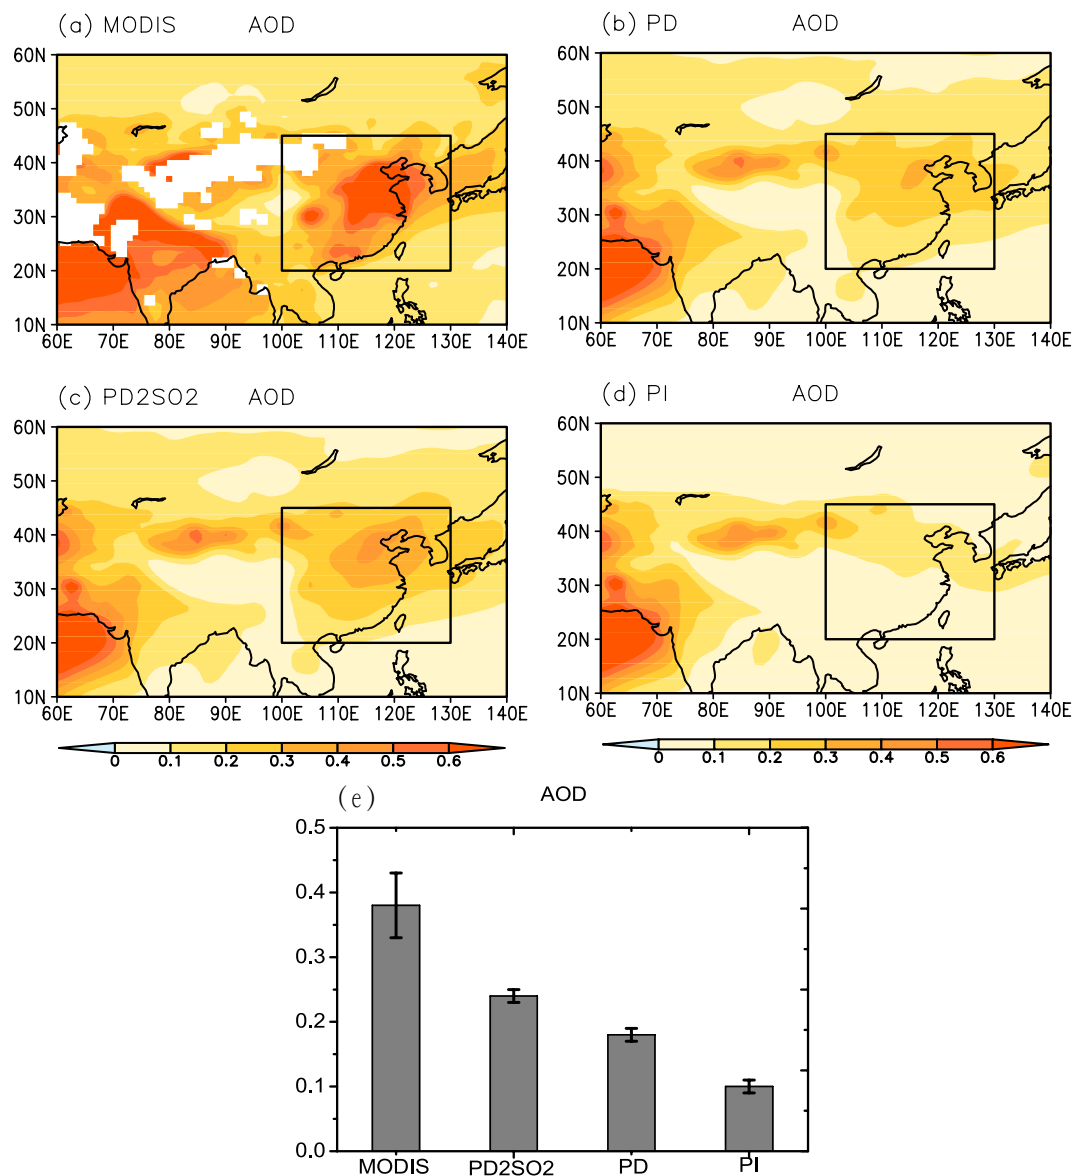 (a) MODIS AOD
(b) PD AOD
60N
50N
40N
30N
20N
10N
60E 70E 80E 90E 100E 110E 120E 130E 140E
60N
50N
40N
30N
20N
10N
60E 70E 80E 90E 100E 110E 120E 130E 140E
(c) PD2SO2 AOD
(d) PI AOD
60N
50N
40N
30N
20N
10N
60E 70E 80E 90E 100E 110E 120E 130E 140E
60N
50N
40N
30N
20N
10N
60E 70E 80E 90E 100E 110E 120E 130E 140E
0 0.1 0.2 0.3 0.4 0.5 0.6
0 0.1 0.2 0.3 0.4 0.5 0.6
(e) AOD
0.5
0.4
0.3
0.2
0.1
0.0
MODIS PD2SO2 PD PI